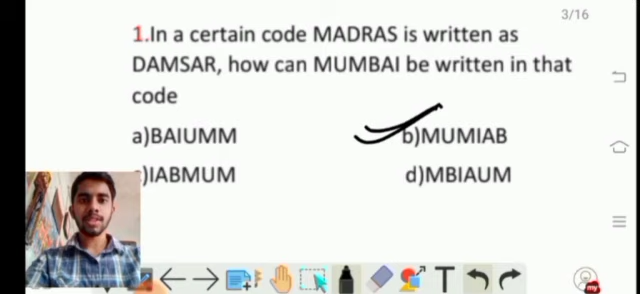 3/16
1.In a certain code MADRAS is written as
DAMSAR, how can MUMBAI be written in that
code
a)BAIUMM
b)MUMIAB
)IABMUM
d)MBIAUM
T
my